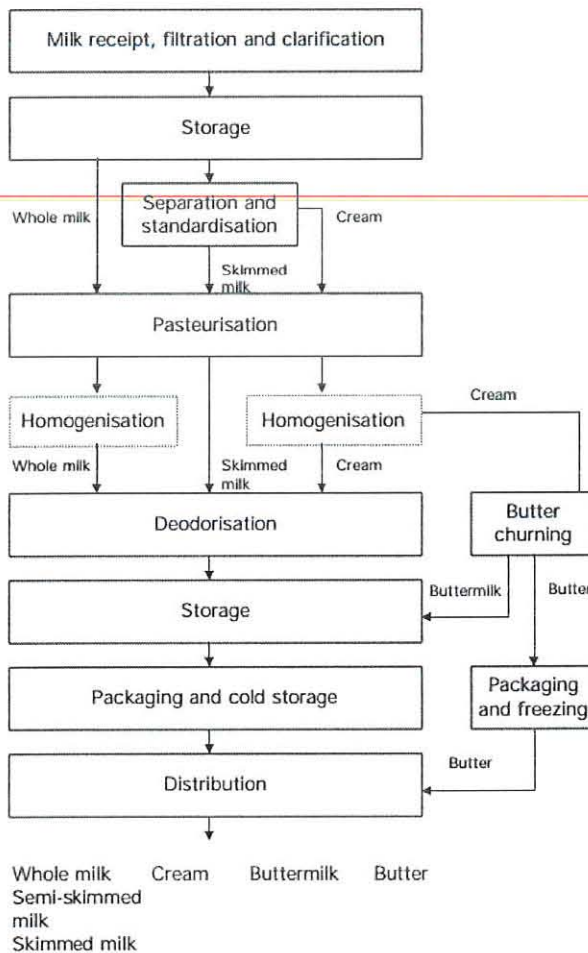 Milk receipt, filtration and clarification
Storage
Separation and
standardisation
Whole milk
Cream
Skimmed
milk
Pasteurisation
Homogenisation
Homogenisation
Cream
Whole milk
Skimmed
milk
Cream
Deodorisation
Butter
churning
Storage
Buttermilk
Butter
Packaging and cold storage
Packaging
and freezing
Distribution
Butter
Whole milk Cream Buttermilk Butter
Semi-skimmed
milk
Skimmed milk